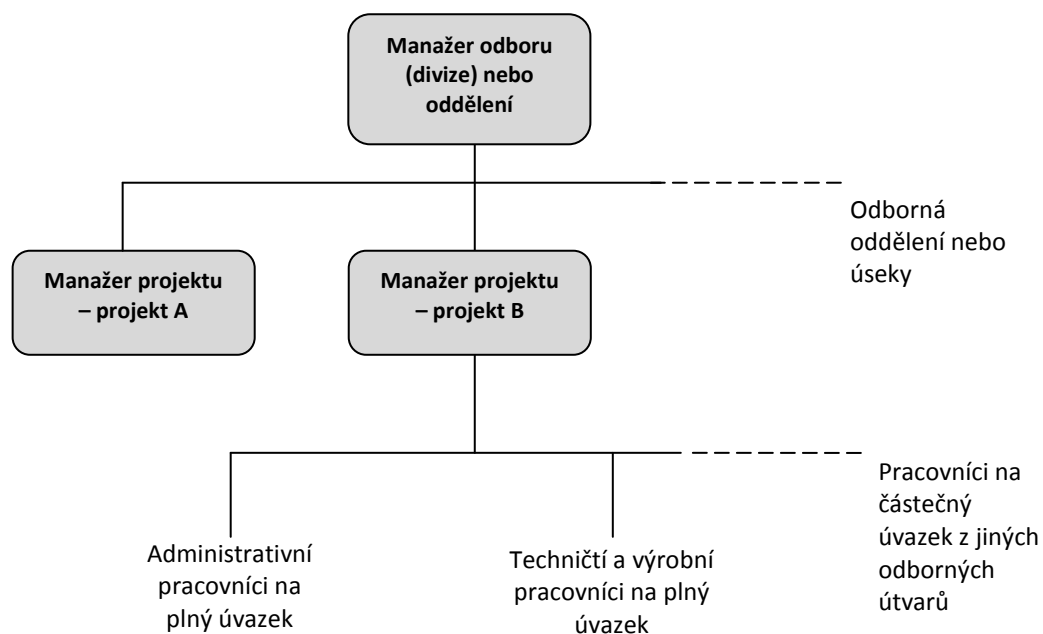 Manažer odboru
(divize) nebo
oddělení
Odborná
oddělení nebo
úseky
Manažer projektu
– projekt A
Manažer projektu
– projekt B
Pracovníci na
částečný
úvazek z jiných
odborných
útvarů
Administrativní
pracovníci na
plný úvazek
Techničtí a výrobní
pracovníci na plný
úvazek